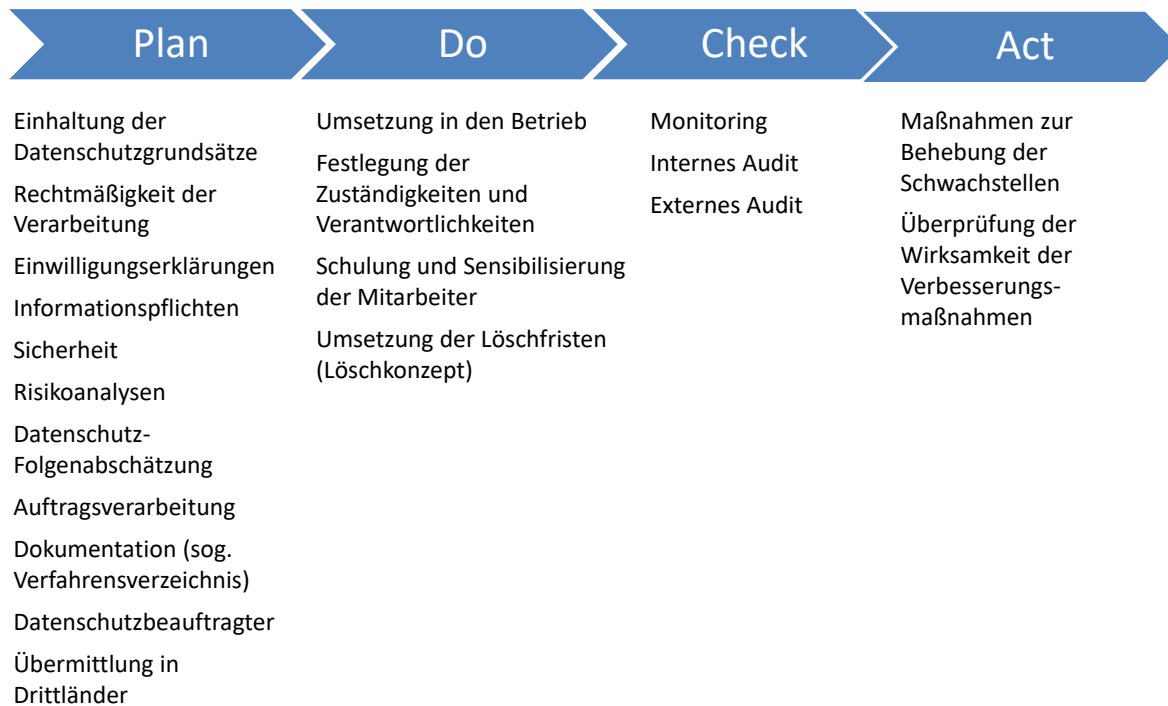 Plan
Do
Check
Act
Einhaltung der
Datenschutzgrundsätze
Rechtmäßigkeit der
Verarbeitung
Einwilligungserklärungen
Informationspflichten
Sicherheit
Risikoanalysen
Datenschutz-
Folgenabschätzung
Auftragsverarbeitung
Dokumentation (sog.
Verfahrensverzeichnis)
Datenschutzbeauftragter
Übermittlung in
Drittländer
Umsetzung in den Betrieb
Festlegung der
Zuständigkeiten und
Verantwortlichkeiten
Schulung und Sensibilisierung
der Mitarbeiter
Umsetzung der Löschfristen
(Löschkonzept)
Monitoring
Internes Audit
Externes Audit
Maßnahmen zur
Behebung der
Schwachstellen
Überprüfung der
Wirksamkeit der
Verbesserungs-
maßnahmen